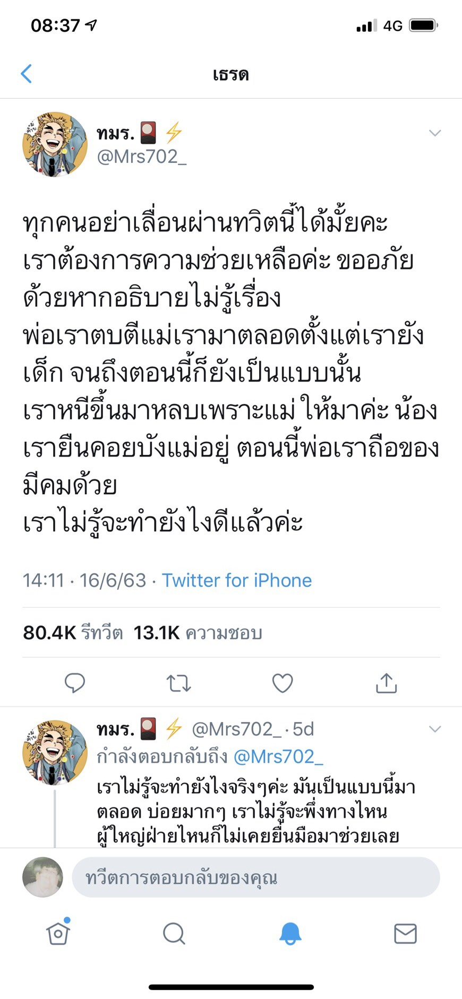 08:37
4G
เธรด
ทมร.🎴⚡
@Mrs702_
ทุกคนอย่าเลื่อนผ่านทวิตนี้ได้มั้ยคะ
เราต้องการความช่วยเหลือค่ะ ขออภัย
ด้วยหากอธิบายไม่รู้เรื่อง
พ่อเราตบตีแม่เรามาตลอดตั้งแต่เรายัง
เด็ก จนถึงตอนนี้ก็ยังเป็นแบบนั้น
เราหนีขึ้นมาหลบเพราะแม่ ให้มาค่ะ น้อง
เรายืนคอยบังแม่อยู่ ตอนนี้พ่อเราถือของ
มีคมด้วย
เราไม่รู้จะทำยังไงดีแล้วค่ะ
14:11 · 16/6/63 · Twitter for iPhone
80.4K รีทวีต 13.1K ความชอบ
ทมร.🎴⚡ @Mrs702_ · 5d
กำลังตอบกลับถึง @Mrs702_
เราไม่รู้จะทำยังไงจริงๆค่ะ มันเป็นแบบนี้มา
ตลอด บ่อยมากๆ เราไม่รู้จะพึ่งทางไหน
ผู้ใหญ่ฝ่ายไหนก็ไม่เคยยื่นมือมาช่วยเลย
ทวีตการตอบกลับของคุณ